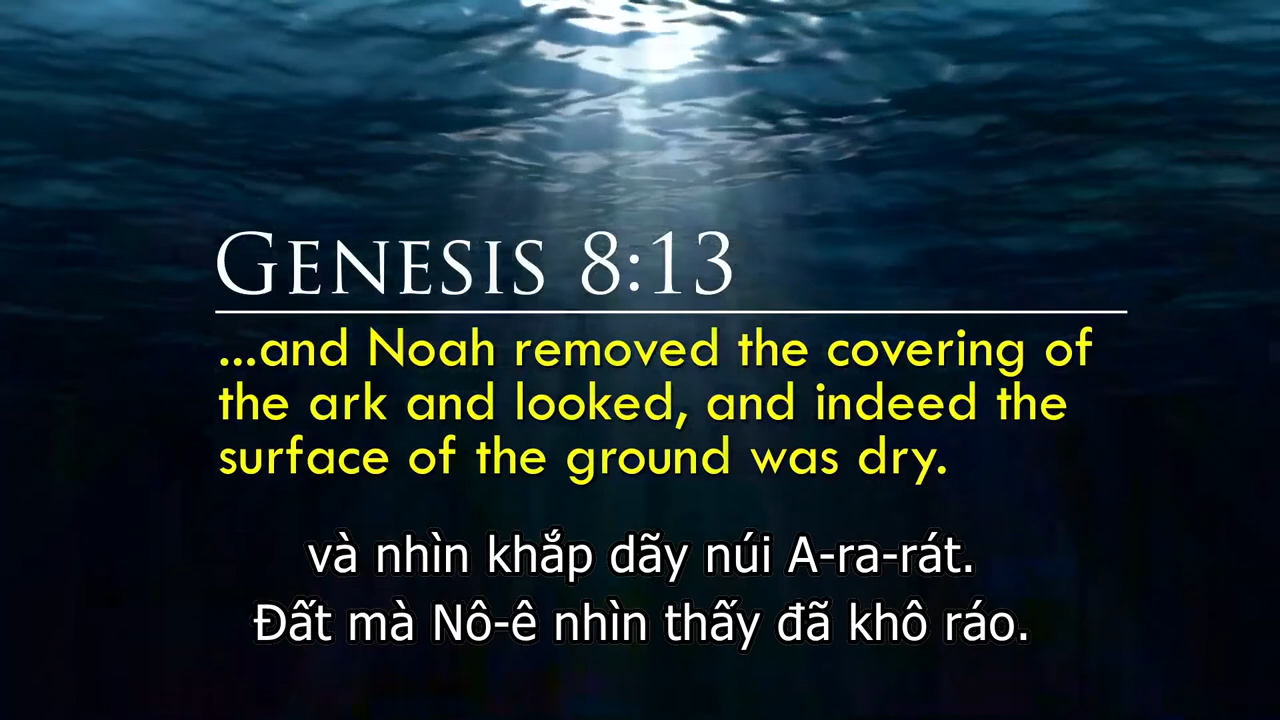 GENESIS 8:13
...and Noah removed the covering of
the ark and looked, and indeed the
surface of the ground was dry.
và nhìn khắp dãy núi A-ra-rát.
Đất mà Nô-ê nhìn thấy đã khô ráo.